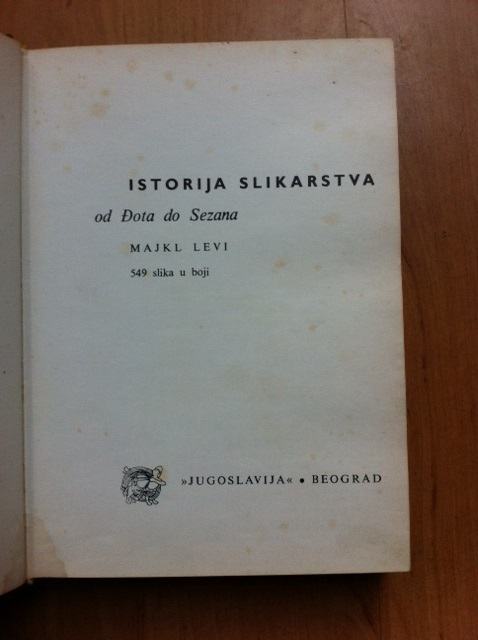 ISTORIJA SLIKARSTVA
od Đota do Sezana
MAJKL LEVI
549 slika u boji
»JUGOSLAVIJA« • BEOGRAD